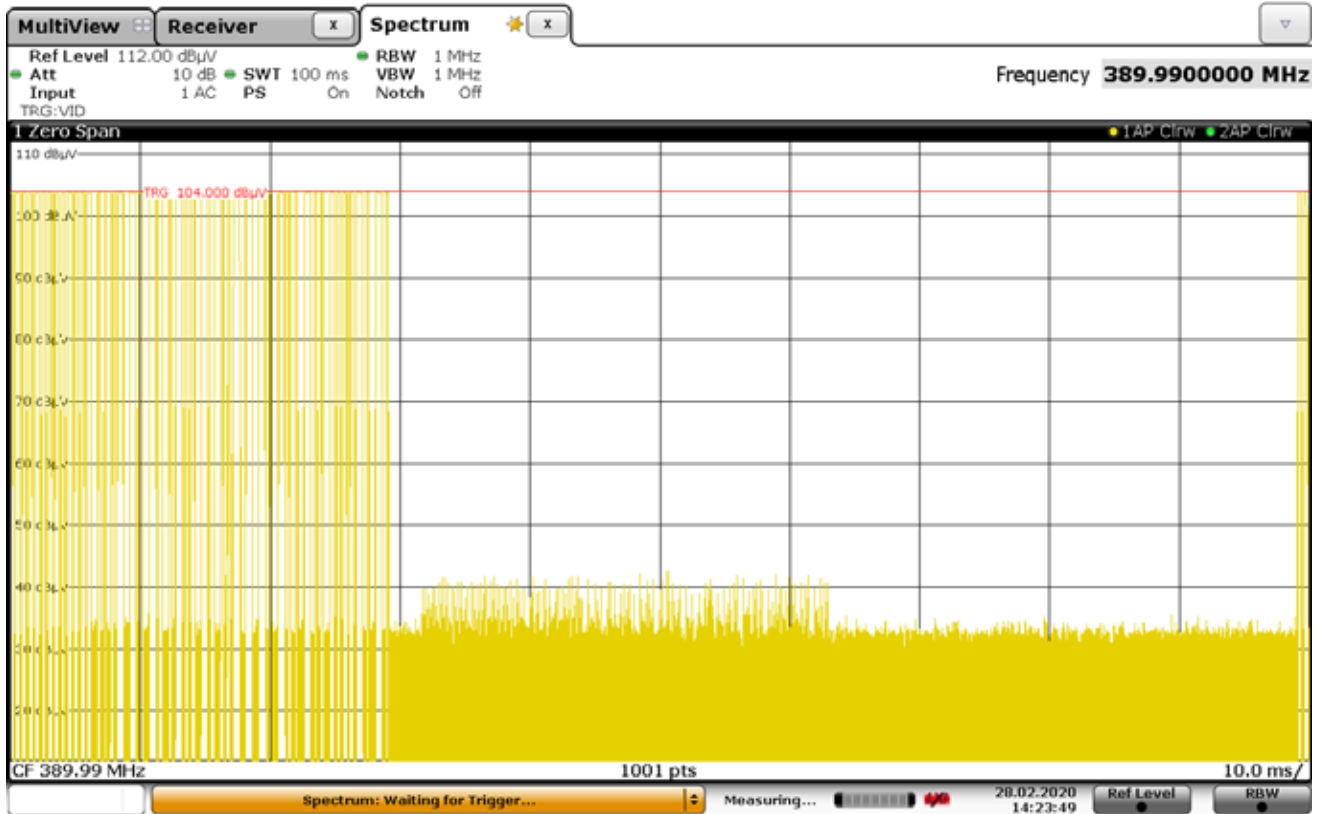 MultiView Receiver x Spectrum x
Ref Level 112.00 dBµV RBW 1 MHz
Att 10 dB SWT 100 ms VBW 1 MHz
Input 1 AC PS On Notch Off
TRG:VID
Frequency 389.9900000 MHz
1 Zero Span 1AP Clrw 2AP Clrw
110 dBµV
TRG 104.000 dBµV
CF 389.99 MHz 1001 pts 10.0 ms/
Spectrum: Waiting for Trigger... Measuring... 28.02.2020 Ref Level RBW
14:23:49